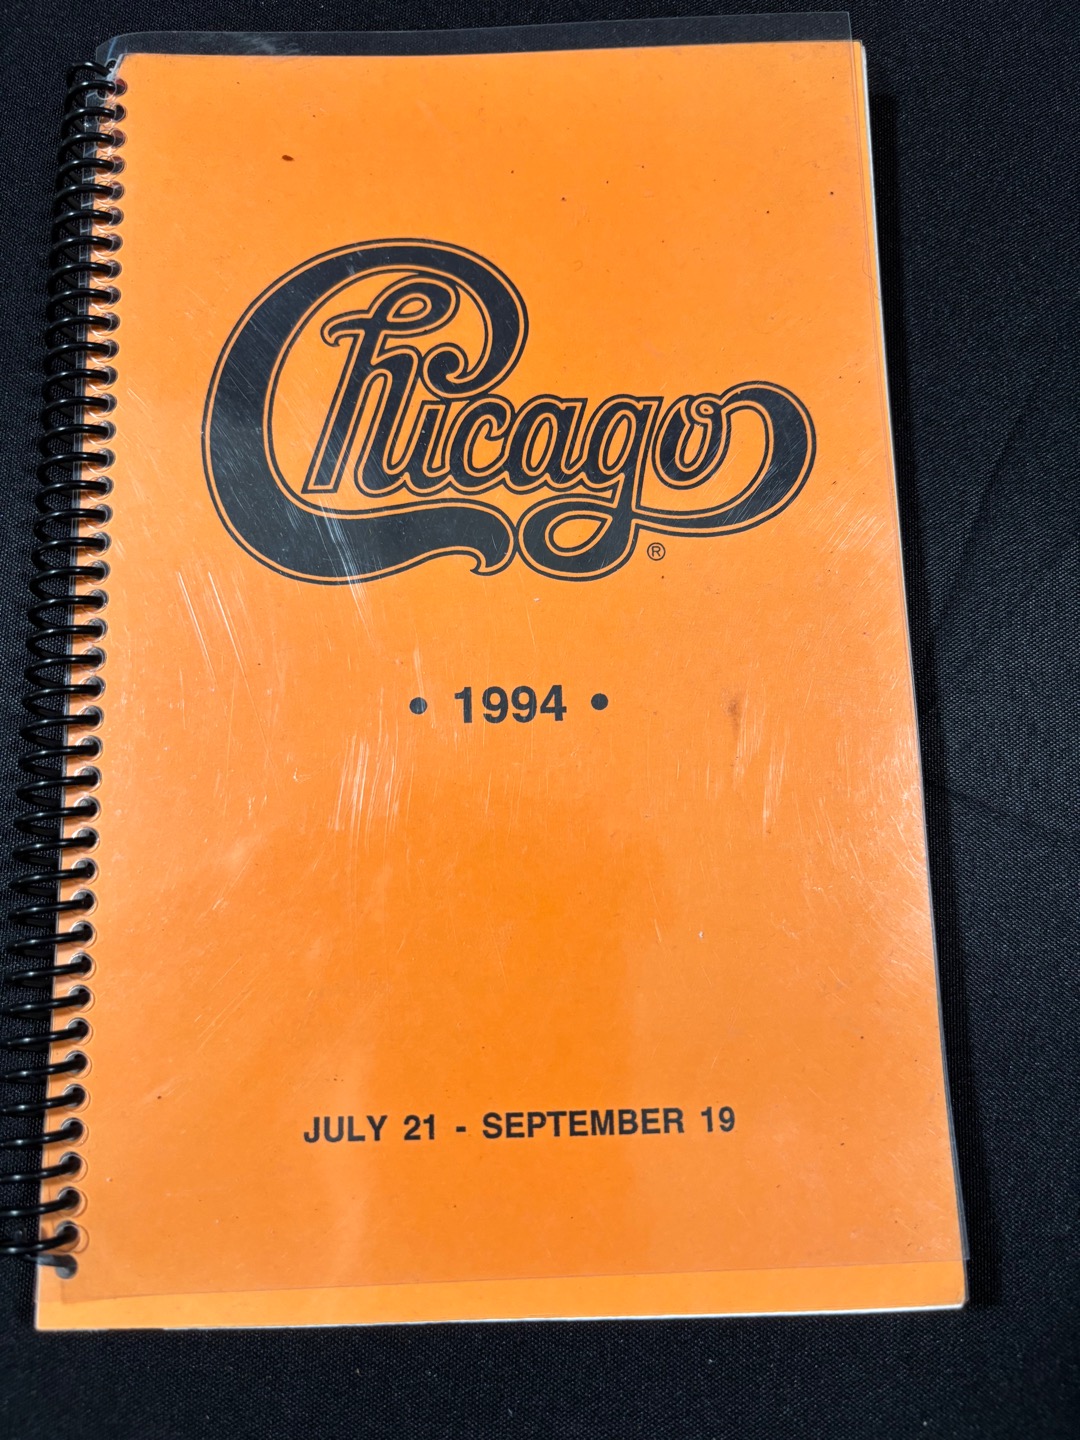 Chicago®
• 1994 •
JULY 21 - SEPTEMBER 19